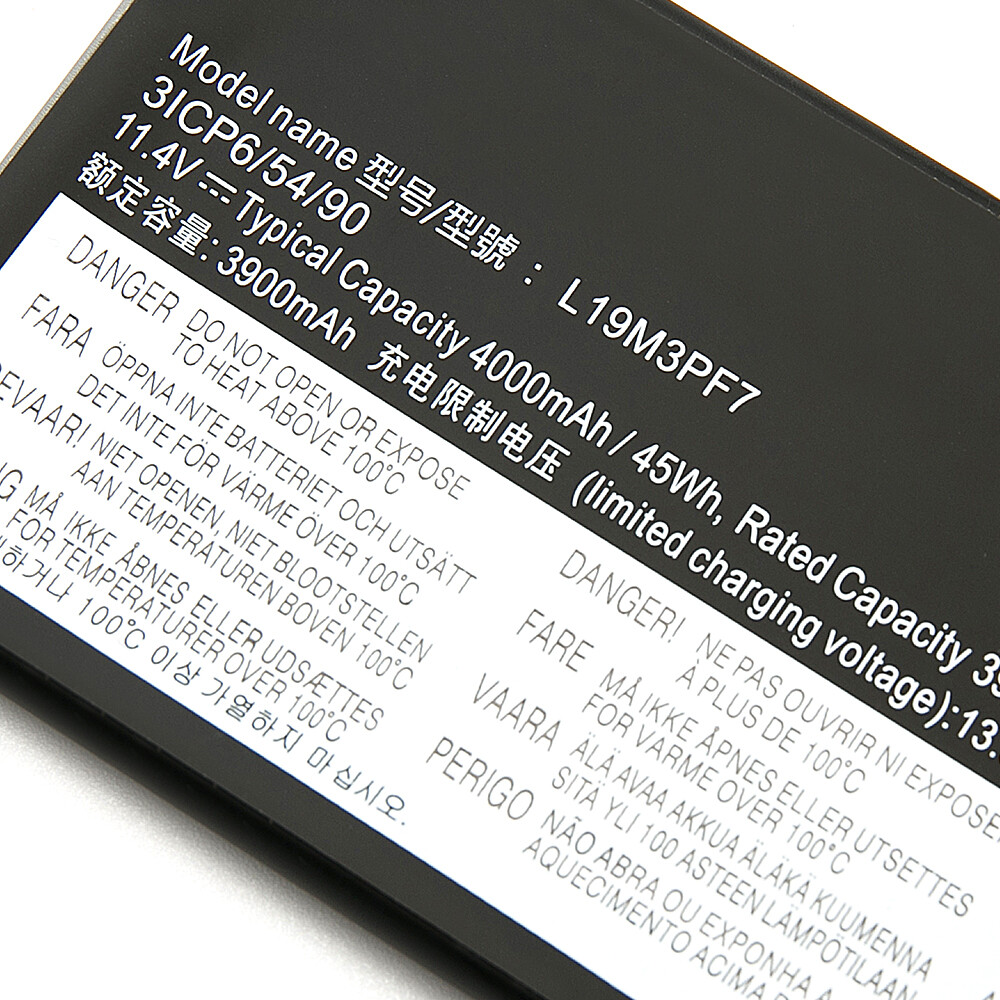 Model name 型号/型號 : L19M3PF7
3ICP6/54/90
11.4V Typical Capacity 4000mAh / 45Wh, Rated Capacity
额定容量: 3900mAh 充电限制电压 (limited charging voltage):13.
DANGER DO NOT OPEN OR EXPOSE
TO HEAT ABOVE 100°C
FARA ÖPPNA INTE BATTERIET OCH UTSÄTT
DET INTE FÖR VÄRME ÖVER 100°C
NIET OPENEN, NIET BLOOTSTELLEN
AAN TEMPERATUREN BOVEN 100°C
MÅ IKKE ÅBNES ELLER UDSÆTTES
FOR TEMPERATURER OVER 100°C
100°C 이상 가열하지 마십시오.
DANGER! NE PAS OUVRIR NI EXPOSER
À PLUS DE 100°C
FARE MÅ IKKE ÅPNES ELLER UTSETTES
FOR VARME OVER 100°C
VAARA ÄLÄ AVAA AKKUA ÄLÄKÄ KUUMENNA
SITÄ YLI 100 ASTEEN LÄMPÖTILAAN
PERIGO NÃO ABRA OU EXPONHA A
AQUECIMENTO ACIMA